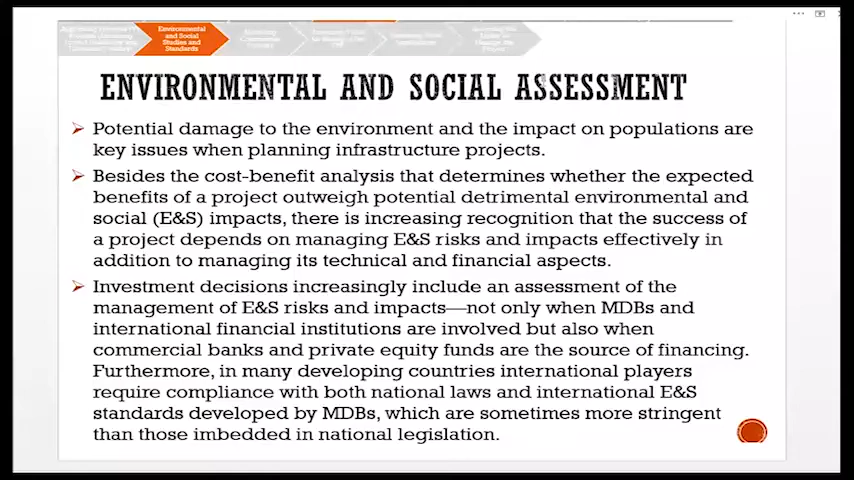 Environmental
and Social
Studies and
Standards
ENVIRONMENTAL AND SOCIAL ASSESSMENT
Potential damage to the environment and the impact on populations are
key issues when planning infrastructure projects.
Besides the cost-benefit analysis that determines whether the expected
benefits of a project outweigh potential detrimental environmental and
social (E&S) impacts, there is increasing recognition that the success of
a project depends on managing E&S risks and impacts effectively in
addition to managing its technical and financial aspects.
Investment decisions increasingly include an assessment of the
management of E&S risks and impacts—not only when MDBs and
international financial institutions are involved but also when
commercial banks and private equity funds are the source of financing.
Furthermore, in many developing countries international players
require compliance with both national laws and international E&S
standards developed by MDBs, which are sometimes more stringent
than those imbedded in national legislation.